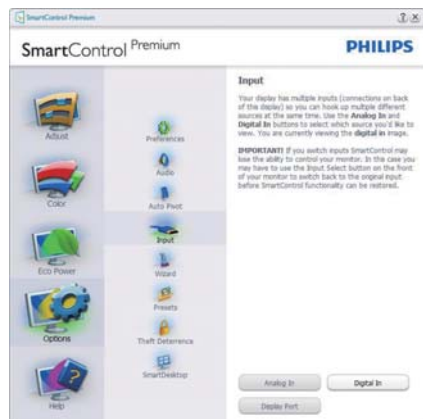 SmartControl Premium
SmartControl Premium
PHILIPS
Adjust
Color
Eco Power
Options
Help
Preferences
Audio
Auto Pivot
Input
Wizard
Presets
Theft Deterrence
SmartDesktop
Input
Your display has multiple inputs (connections on back
of the display) so you can hook up multiple different
sources at the same time. Use the Analog In and
Digital In buttons to select which source you'd like to
view. You are currently viewing the digital in image.
IMPORTANT! If you switch inputs SmartControl may
lose the ability to control your monitor. In the case you
may have to use the Input Select button on the front
of your monitor to switch back to the original input
before SmartControl functionality can be restored.
Analog In
Digital In
Display Port